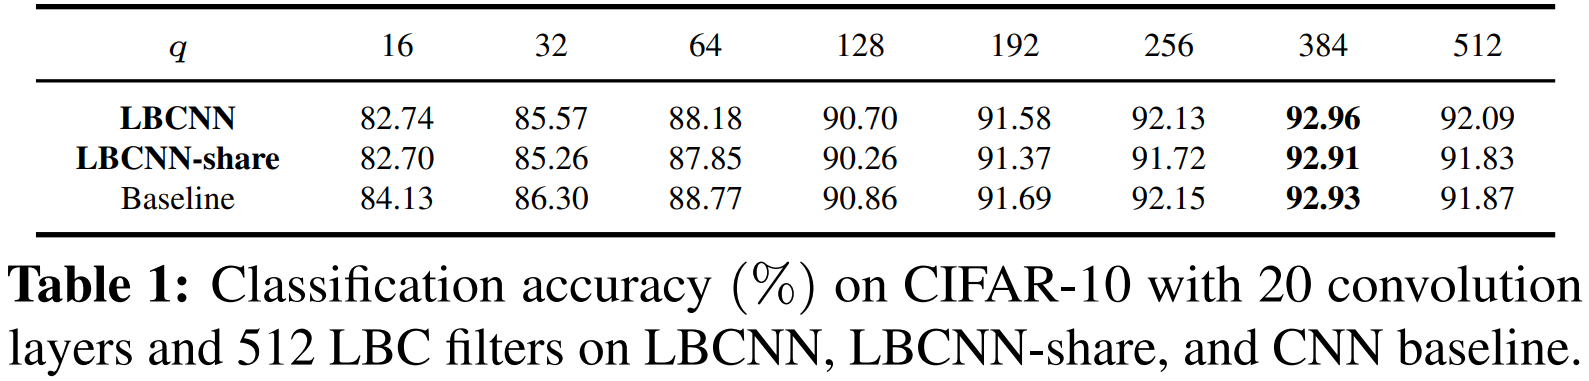 q 16 32 64 128 192 256 384 512
LBCNN 82.74 85.57 88.18 90.70 91.58 92.13 92.96 92.09
LBCNN-share 82.70 85.26 87.85 90.26 91.37 91.72 92.91 91.83
Baseline 84.13 86.30 88.77 90.86 91.69 92.15 92.93 91.87
Table 1: Classification accuracy (%) on CIFAR-10 with 20 convolution
layers and 512 LBC filters on LBCNN, LBCNN-share, and CNN baseline.